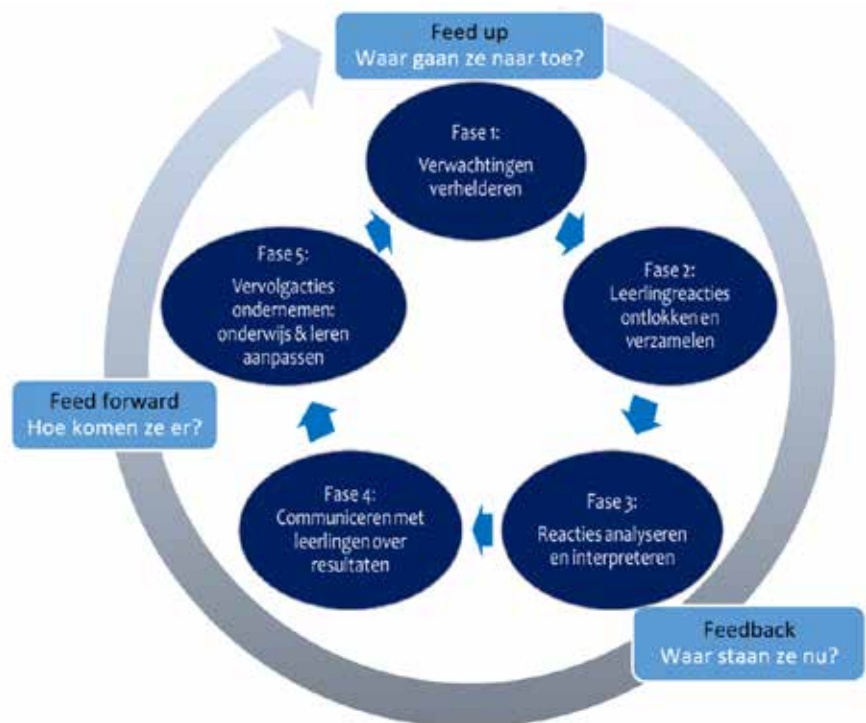 Feed up
Waar gaan ze naar toe?
Fase 1:
Verwachtingen
verhelderen
Fase 2:
Leerlingreacties
ontlokken en
verzamelen
Fase 3:
Reacties analyseren
en interpreteren
Feedback
Waar staan ze nu?
Fase 4:
Communiceren met
leerlingen over
resultaten
Feed forward
Hoe komen ze er?
Fase 5:
Vervolgacties
ondernemen:
onderwijs & leren
aanpassen